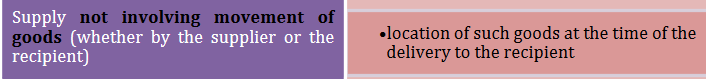 Supply not involving movement of
goods (whether by the supplier or the
recipient)
•location of such goods at the time of the
delivery to the recipient